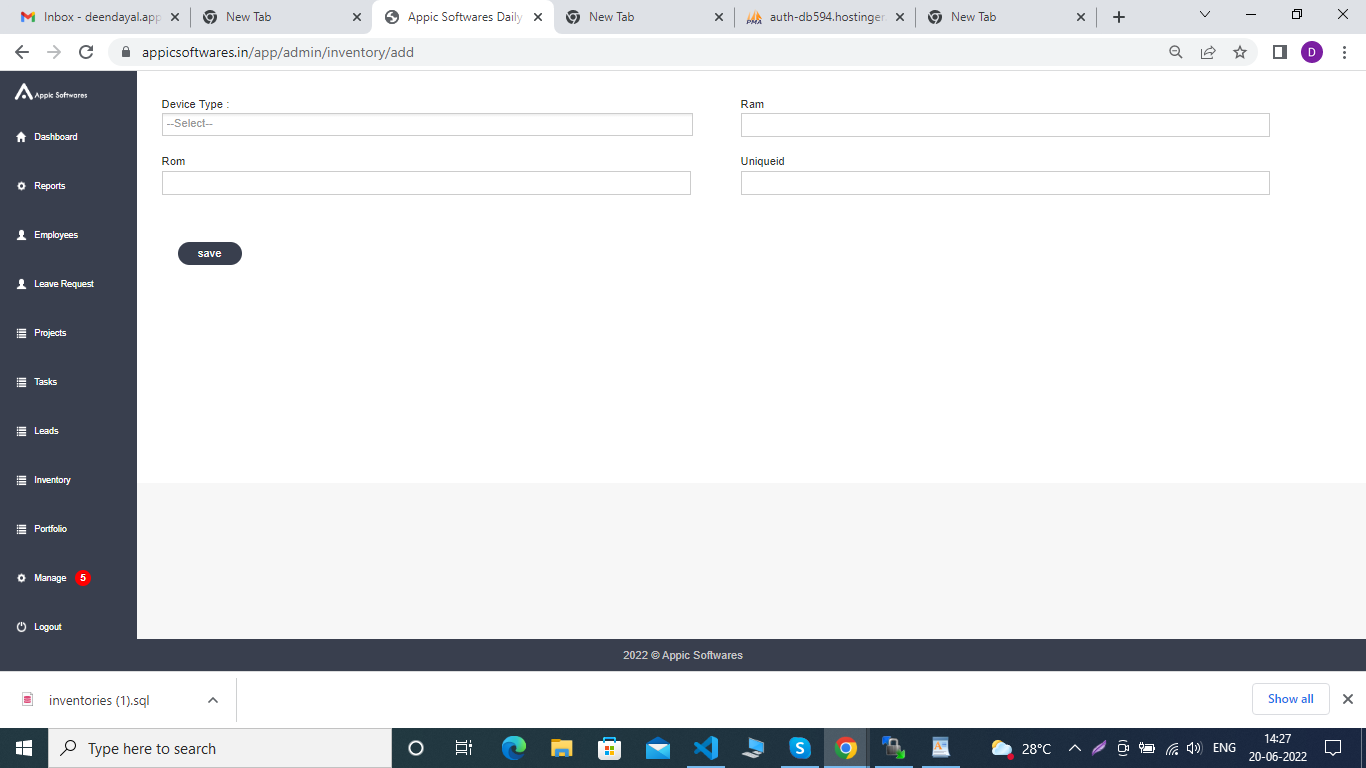 Inbox - deendayal.app
New Tab
Appic Softwares Daily
New Tab
auth-db594.hostinger.
New Tab
appicsoftwares.in/app/admin/inventory/add
D
Appic Softwares
Dashboard
Reports
Employees
Leave Request
Projects
Tasks
Leads
Inventory
Portfolio
Manage 5
Logout
Device Type :
--Select--
Ram
Rom
Uniqueid
save
2022 © Appic Softwares
inventories (1).sql
Show all
Type here to search
28°C
ENG
14:27
20-06-2022